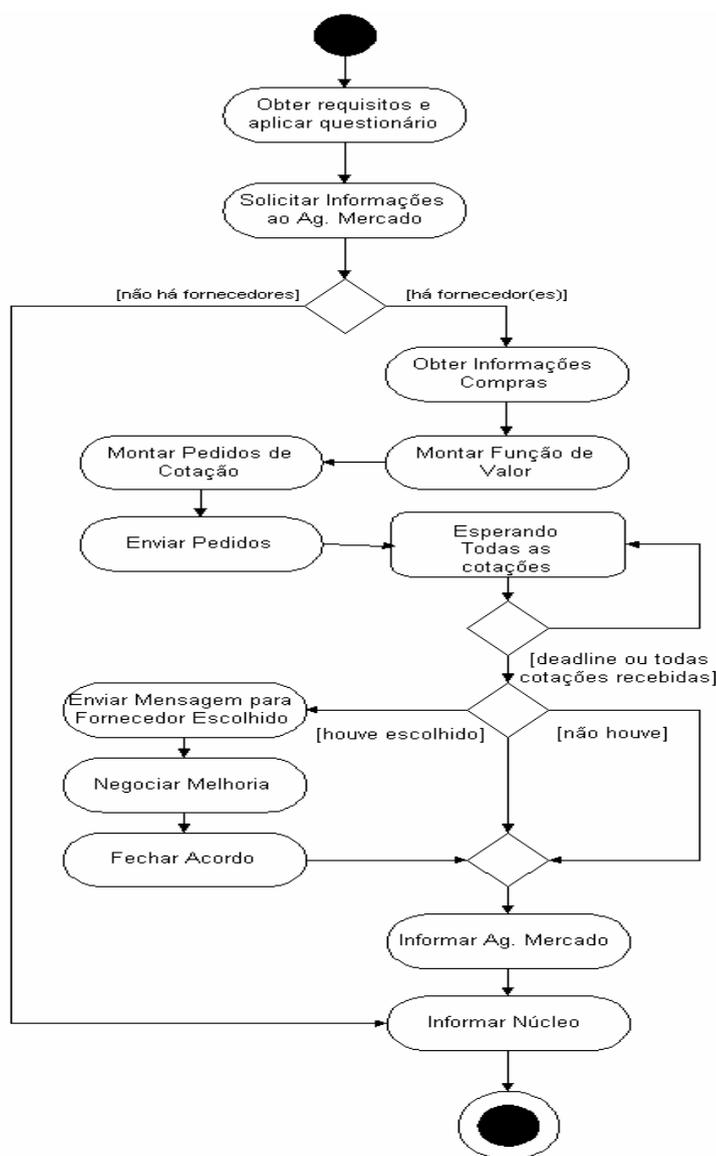 Obter requisitos e
aplicar questionário
Solicitar Informações
ao Ag. Mercado
[não há fornecedores]
[há fornecedor(es)]
Obter Informações
Compras
Montar Pedidos de
Cotação
Montar Função de
Valor
Enviar Pedidos
Esperando
Todas as
cotações
[deadline ou todas
cotações recebidas]
Enviar Mensagem para
Fornecedor Escolhido
[houve escolhido]
[não houve]
Negociar Melhoria
Fechar Acordo
Informar Ag. Mercado
Informar Núcleo